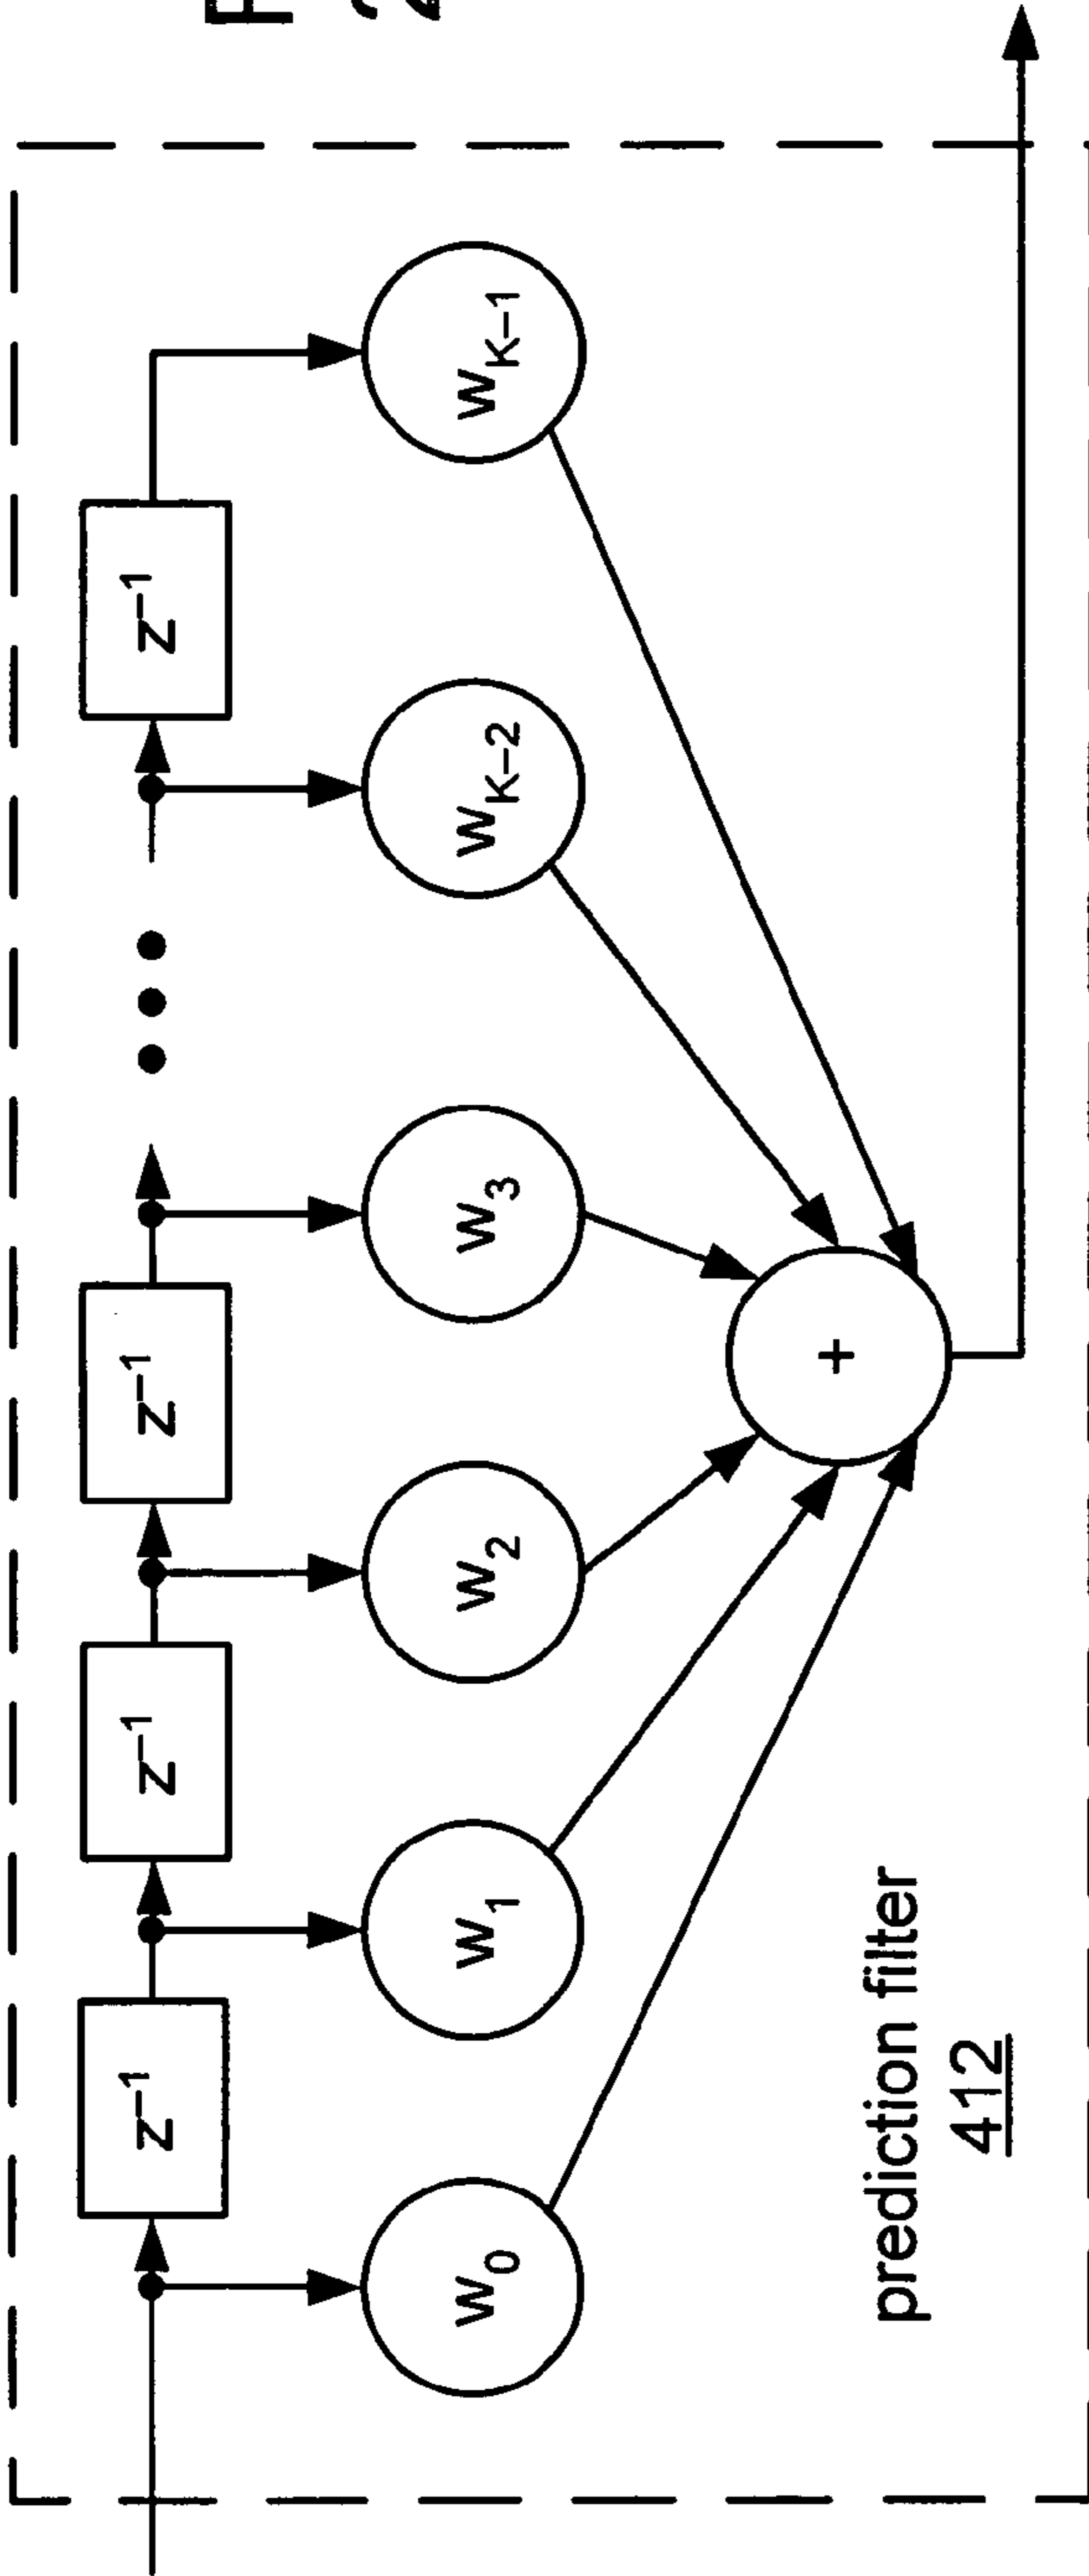 z⁻¹
z⁻¹
z⁻¹
z⁻¹
w₀
w₁
w₂
w₃
w_{K−2}
w_{K−1}
+
prediction filter
412